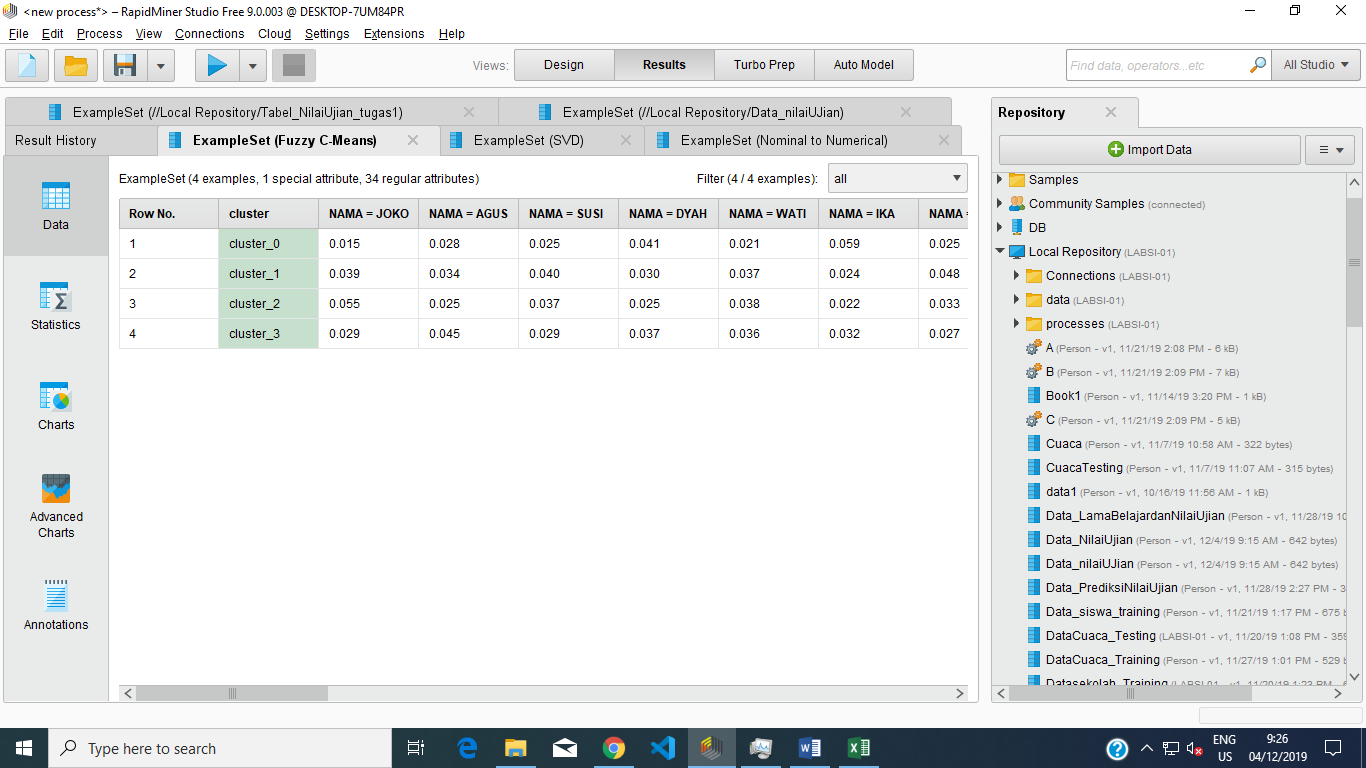 <new process*> – RapidMiner Studio Free 9.0.003 @ DESKTOP-7UM84PR
File Edit Process View Connections Cloud Settings Extensions Help
Views: Design Results Turbo Prep Auto Model Find data, operators...etc All Studio
ExampleSet (//Local Repository/Tabel_NilaiUjian_tugas1) ExampleSet (//Local Repository/Data_nilaiUJian)
Result History ExampleSet (Fuzzy C-Means) ExampleSet (SVD) ExampleSet (Nominal to Numerical)
Data
Statistics
Charts
Advanced
Charts
Annotations
ExampleSet (4 examples, 1 special attribute, 34 regular attributes) Filter (4 / 4 examples): all
Row No. cluster NAMA = JOKO NAMA = AGUS NAMA = SUSI NAMA = DYAH NAMA = WATI NAMA = IKA NAMA =
1 cluster_0 0.015 0.028 0.025 0.041 0.021 0.059 0.025
2 cluster_1 0.039 0.034 0.040 0.030 0.037 0.024 0.048
3 cluster_2 0.055 0.025 0.037 0.025 0.038 0.022 0.033
4 cluster_3 0.029 0.045 0.029 0.037 0.036 0.032 0.027
Repository
Import Data
Samples
Community Samples (connected)
DB
Local Repository (LABSI-01)
Connections (LABSI-01)
data (LABSI-01)
processes (LABSI-01)
A (Person - v1, 11/21/19 2:08 PM - 6 kB)
B (Person - v1, 11/21/19 2:09 PM - 7 kB)
Book1 (Person - v1, 11/14/19 3:20 PM - 1 kB)
C (Person - v1, 11/21/19 2:09 PM - 5 kB)
Cuaca (Person - v1, 11/7/19 10:58 AM - 322 bytes)
CuacaTesting (Person - v1, 11/7/19 11:07 AM - 315 bytes)
data1 (Person - v1, 10/16/19 11:56 AM - 1 kB)
Data_LamaBelajardanNilaiUjian (Person - v1, 11/28/19 10
Data_NilaiUjian (Person - v1, 12/4/19 9:15 AM - 642 bytes)
Data_nilaiUJian (Person - v1, 12/4/19 9:15 AM - 642 bytes)
Data_PrediksiNilaiUjian (Person - v1, 11/28/19 2:27 PM - 3
Data_siswa_training (Person - v1, 11/21/19 1:17 PM - 675 b
DataCuaca_Testing (LABSI-01 - v1, 11/20/19 1:08 PM - 359
DataCuaca_Training (Person - v1, 11/27/19 1:01 PM - 529 b
Datasekolah_Training (LABSI-01 - v1, 11/20/19 1:23 PM - 6
Type here to search
ENG
US
9:26
04/12/2019